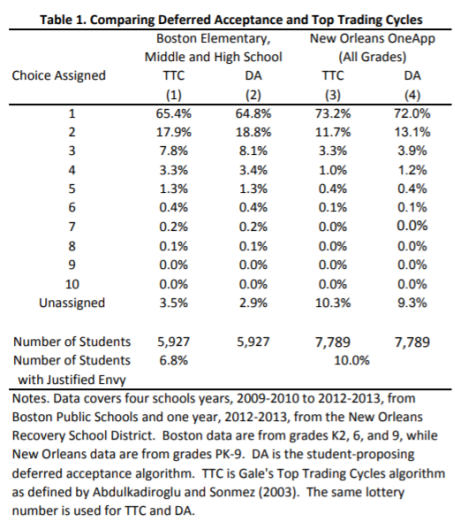 Table 1. Comparing Deferred Acceptance and Top Trading Cycles
Boston Elementary, New Orleans OneApp
Middle and High School (All Grades)
Choice Assigned TTC DA TTC DA
(1) (2) (3) (4)
1 65.4% 64.8% 73.2% 72.0%
2 17.9% 18.8% 11.7% 13.1%
3 7.8% 8.1% 3.3% 3.9%
4 3.3% 3.4% 1.0% 1.2%
5 1.3% 1.3% 0.4% 0.4%
6 0.4% 0.4% 0.1% 0.1%
7 0.2% 0.2% 0.0% 0.0%
8 0.1% 0.1% 0.0% 0.0%
9 0.0% 0.0% 0.0% 0.0%
10 0.0% 0.0% 0.0% 0.0%
Unassigned 3.5% 2.9% 10.3% 9.3%
Number of Students 5,927 5,927 7,789 7,789
Number of Students 6.8% 10.0%
with Justified Envy
Notes. Data covers four schools years, 2009-2010 to 2012-2013, from
Boston Public Schools and one year, 2012-2013, from the New Orleans
Recovery School District. Boston data are from grades K2, 6, and 9, while
New Orleans data are from grades PK-9. DA is the student-proposing
deferred acceptance algorithm. TTC is Gale's Top Trading Cycles algorithm
as defined by Abdulkadiroglu and Sonmez (2003). The same lottery
number is used for TTC and DA.